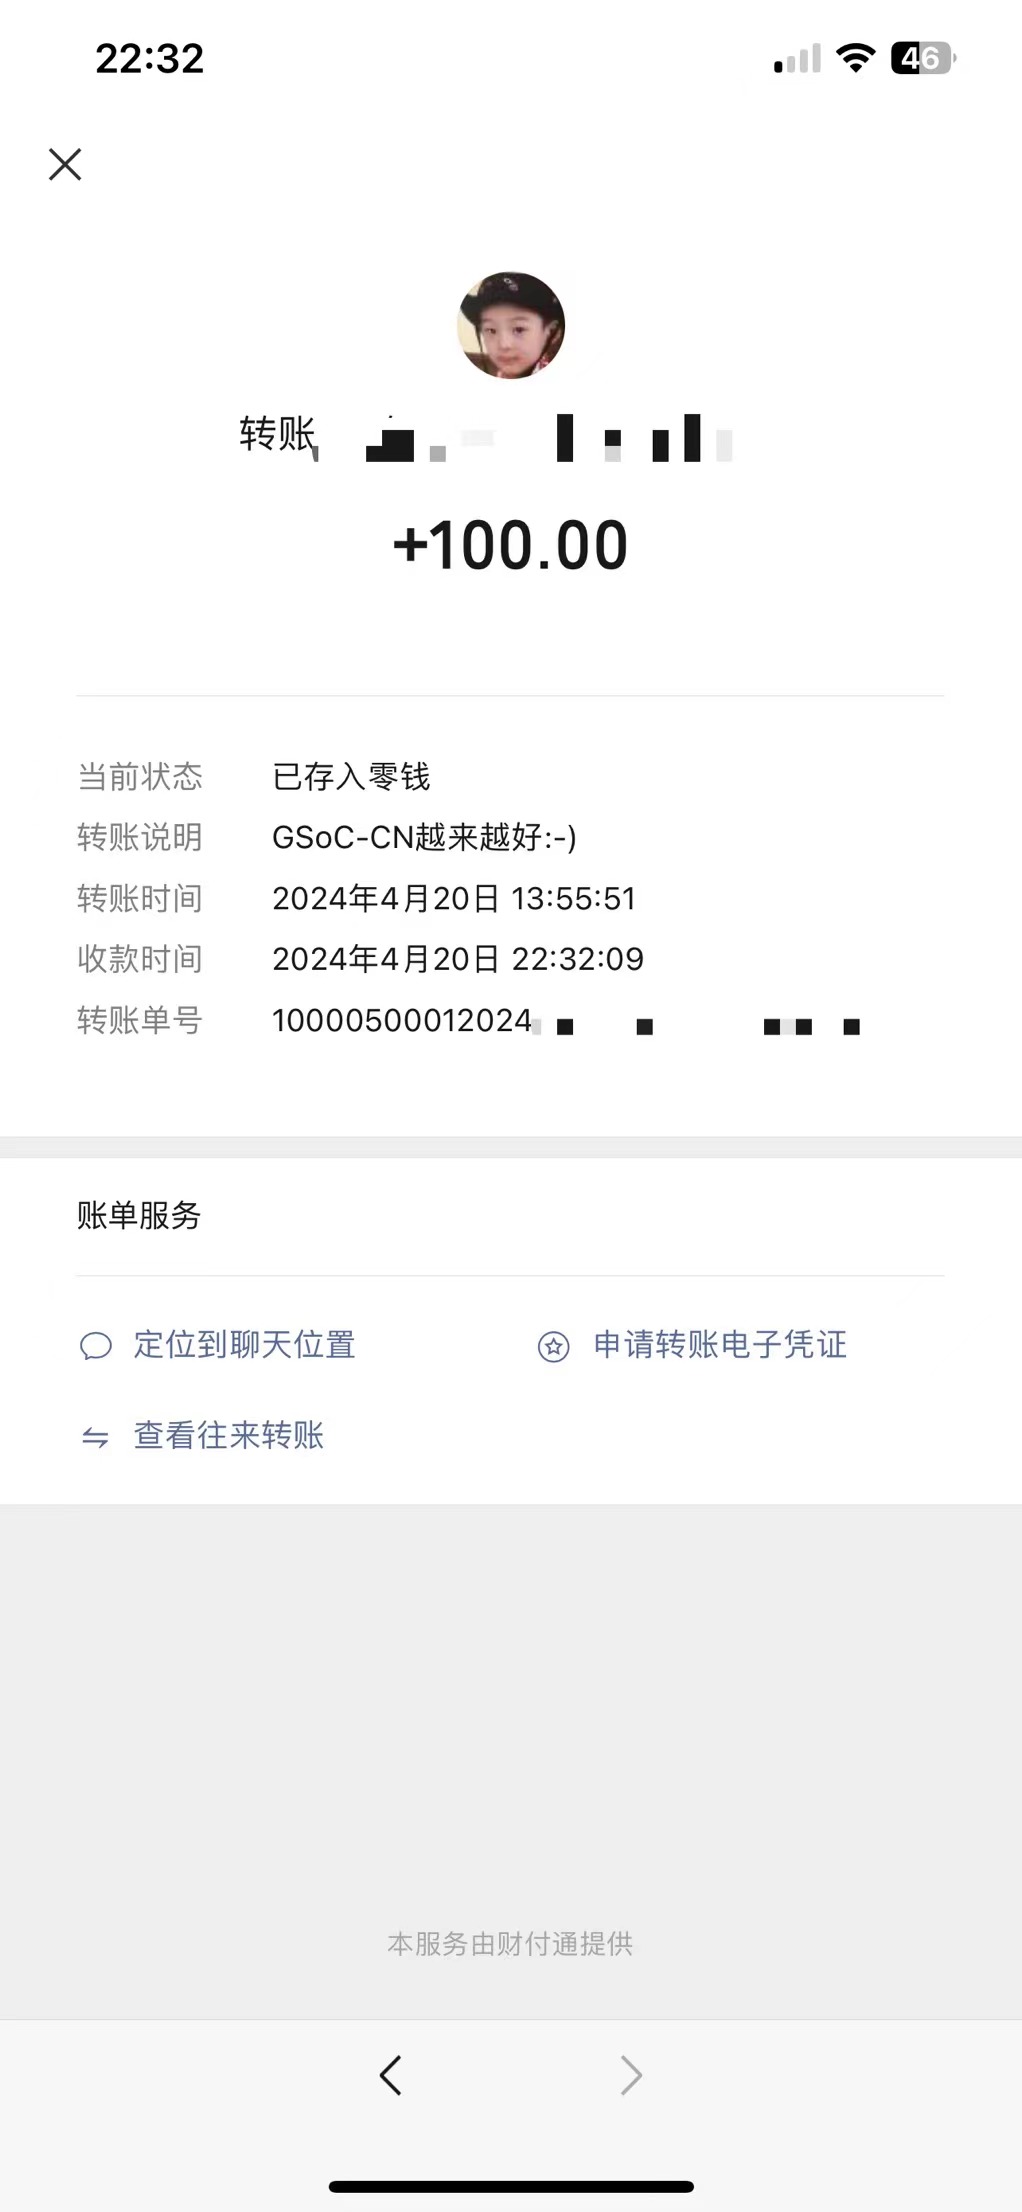 22:32
46
转账
+100.00
当前状态 已存入零钱
转账说明 GSoC-CN越来越好:-)
转账时间 2024年4月20日 13:55:51
收款时间 2024年4月20日 22:32:09
转账单号 10000500012024
账单服务
定位到聊天位置 申请转账电子凭证
查看往来转账
本服务由财付通提供